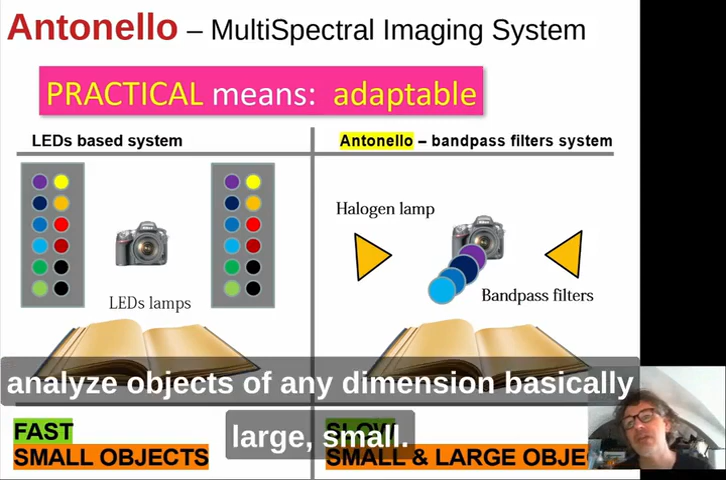 Antonello – MultiSpectral Imaging System
PRACTICAL means: adaptable
LEDs based system
Antonello – bandpass filters system
Halogen lamp
LEDs lamps
Bandpass filters
analyze objects of any dimension basically
large, small.
FAST
SMALL OBJECTS
SLOW
SMALL & LARGE OBJE